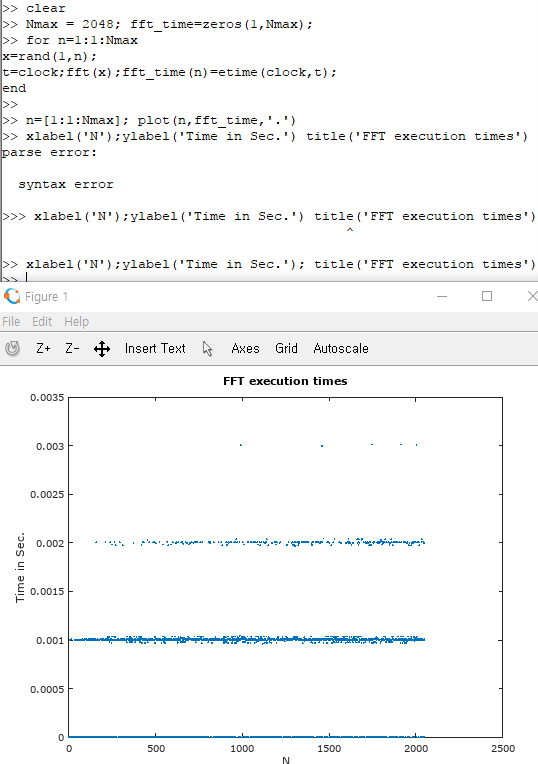 >> clear
>> Nmax = 2048; fft_time=zeros(1,Nmax);
>> for n=1:1:Nmax
x=rand(1,n);
t=clock;fft(x);fft_time(n)=etime(clock,t);
end
>>
>> n=[1:1:Nmax]; plot(n,fft_time,'.')
>> xlabel('N');ylabel('Time in Sec.') title('FFT execution times')
parse error:
syntax error
>>> xlabel('N');ylabel('Time in Sec.') title('FFT execution times')
^
>> xlabel('N');ylabel('Time in Sec.'); title('FFT execution times')
>>
Figure 1
File Edit Help
Z+ Z- Insert Text Axes Grid Autoscale
FFT execution times
0.0035
0.003
0.0025
0.002
0.0015
0.001
0.0005
0
Time in Sec.
0 500 1000 1500 2000 2500
N